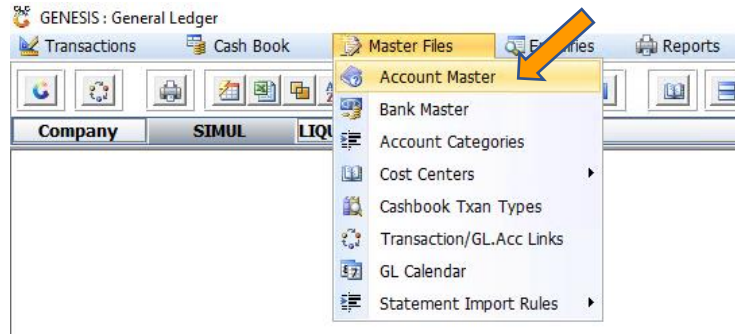 GENESIS : General Ledger
Transactions Cash Book Master Files Reports
Account Master
Company SIMUL
Bank Master
Account Categories
Cost Centers
Cashbook Txan Types
Transaction/GL.Acc Links
GL Calendar
Statement Import Rules